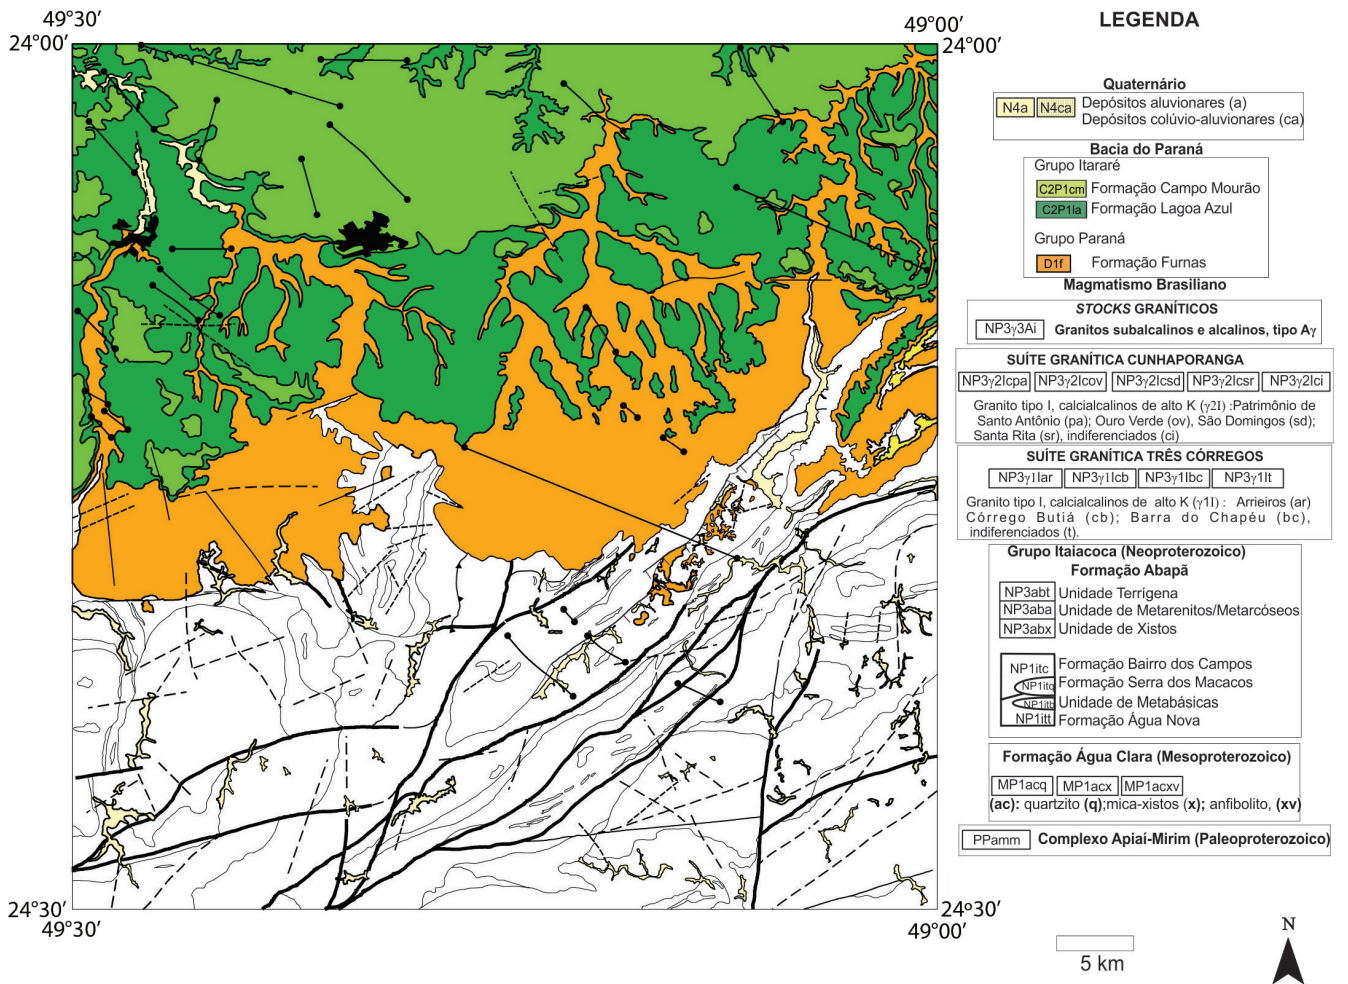 49°30′
24°00′
49°00′
24°00′
24°30′
49°30′
24°30′
49°00′
LEGENDA
Quaternário
N4a N4ca Depósitos aluvionares (a)
Depósitos colúvio-aluvionares (ca)
Bacia do Paraná
Grupo Itararé
C2P1cm Formação Campo Mourão
C2P1la Formação Lagoa Azul
Grupo Paraná
D1f Formação Furnas
Magmatismo Brasiliano
STOCKS GRANÍTICOS
NP3γ3Ai Granitos subalcalinos e alcalinos, tipo Aγ
SUÍTE GRANÍTICA CUNHAPORANGA
NP3γ2Icpa NP3γ2Icov NP3γ2Icsd NP3γ2Icsr NP3γ2Ici
Granito tipo I, calcialcalinos de alto K (γ2I) :Patrimônio de
Santo Antônio (pa); Ouro Verde (ov), São Domingos (sd);
Santa Rita (sr), indiferenciados (ci)
SUÍTE GRANÍTICA TRÊS CÓRREGOS
NP3γ1Iar NP3γ1Icb NP3γ1Ibc NP3γ1It
Granito tipo I, calcialcalinos de alto K (γ1I) : Arrieiros (ar)
Córrego Butiá (cb); Barra do Chapéu (bc),
indiferenciados (t).
Grupo Itaiacoca (Neoproterozoico)
Formação Abapã
NP3abt Unidade Terrígena
NP3aba Unidade de Metarenitos/Metarcóseos
NP3abx Unidade de Xistos
NP1itc Formação Bairro dos Campos
NP1itq Formação Serra dos Macacos
NP1itb Unidade de Metabásicas
NP1itt Formação Água Nova
Formação Água Clara (Mesoproterozoico)
MP1acq MP1acx MP1acxv
(ac): quartzito (q);mica-xistos (x); anfibolito, (xv)
PPamm Complexo Apiaí-Mirim (Paleoproterozoico)
N
5 km